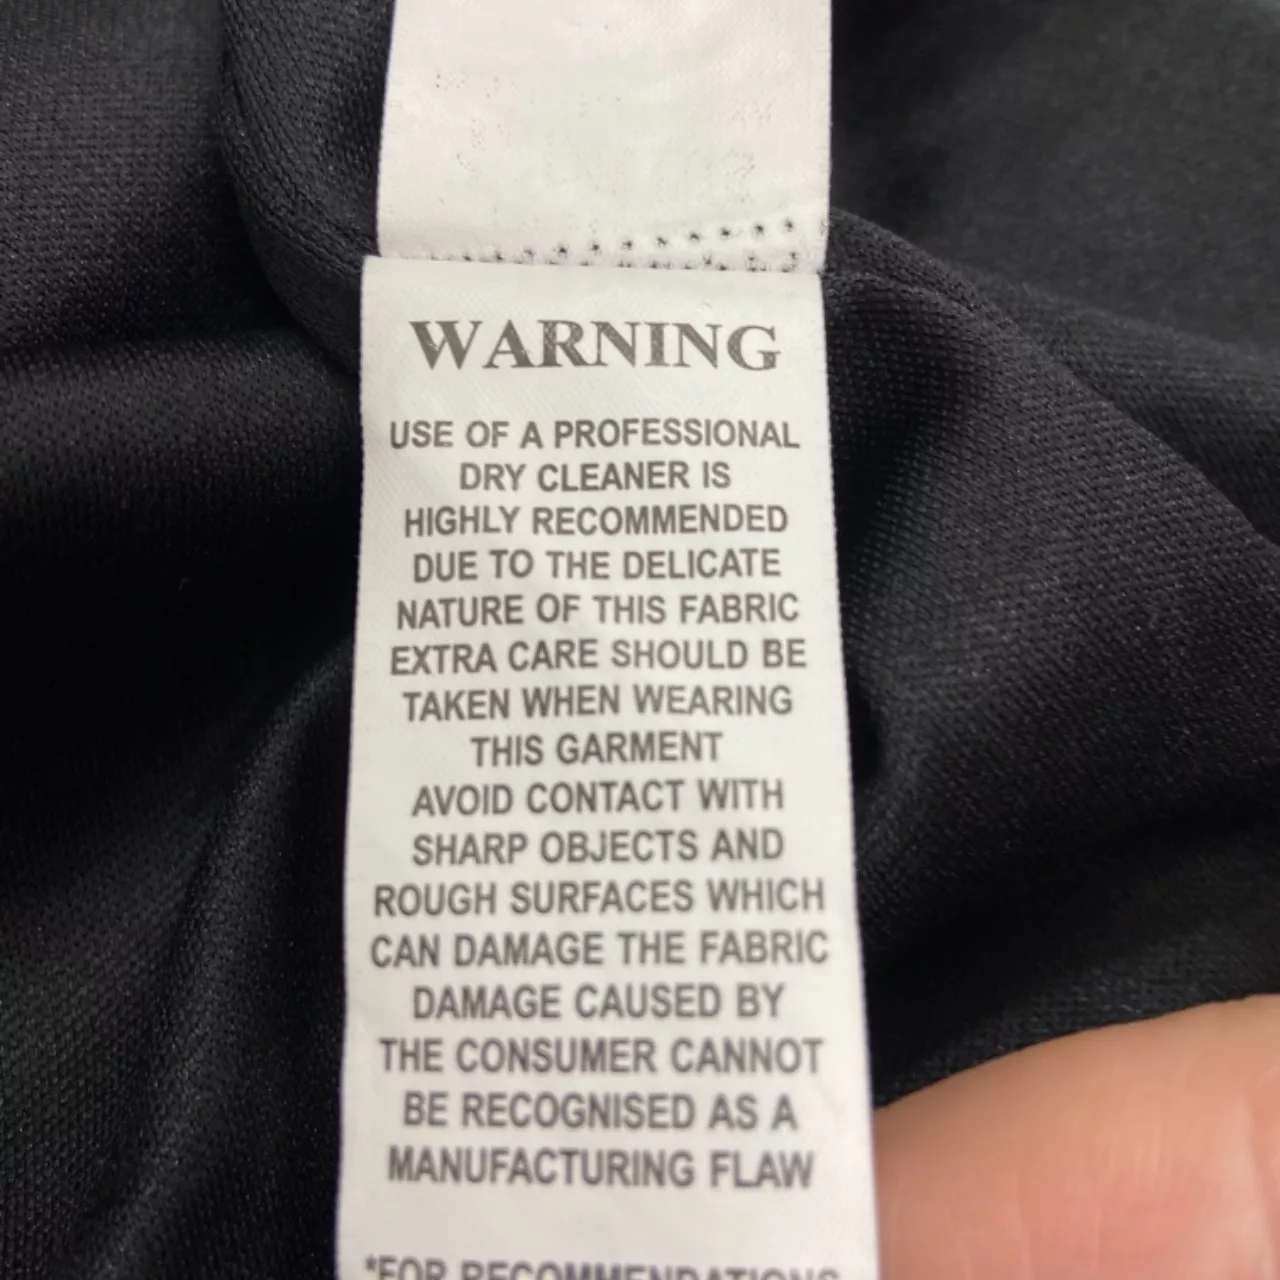 WARNING
USE OF A PROFESSIONAL
DRY CLEANER IS
HIGHLY RECOMMENDED
DUE TO THE DELICATE
NATURE OF THIS FABRIC
EXTRA CARE SHOULD BE
TAKEN WHEN WEARING
THIS GARMENT
AVOID CONTACT WITH
SHARP OBJECTS AND
ROUGH SURFACES WHICH
CAN DAMAGE THE FABRIC
DAMAGE CAUSED BY
THE CONSUMER CANNOT
BE RECOGNISED AS A
MANUFACTURING FLAW
*FOR RECOMMENDATIONS